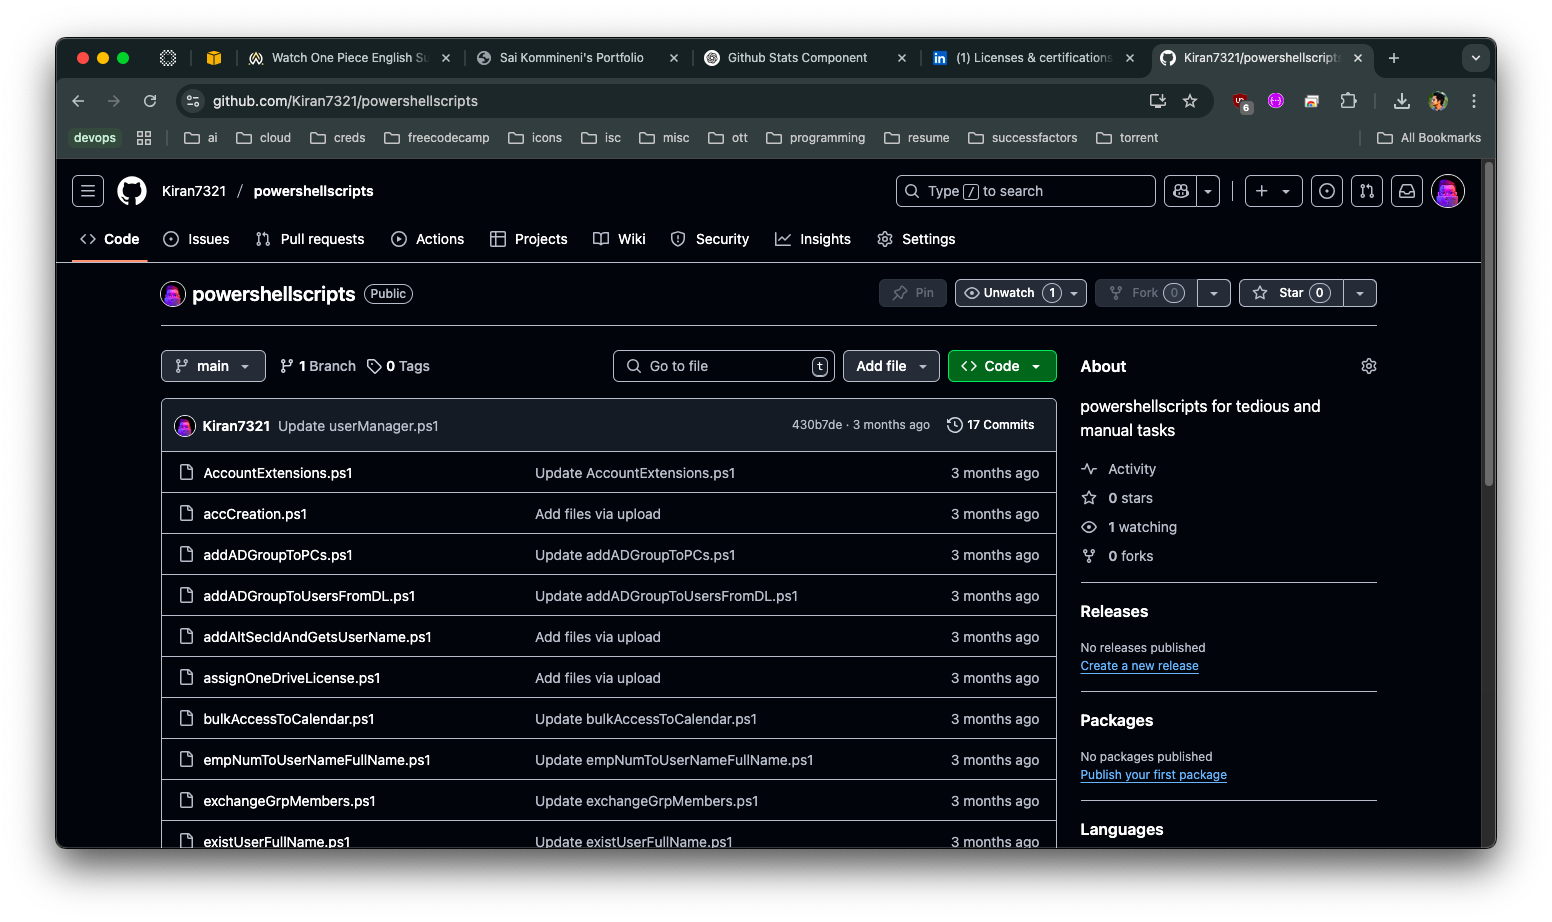 Watch One Piece English Su
Sai Kommineni's Portfolio
Github Stats Component
(1) Licenses & certifications
Kiran7321/powershellscripts
github.com/Kiran7321/powershellscripts
6
devops
ai
cloud
creds
freecodecamp
icons
isc
misc
ott
programming
resume
successfactors
torrent
All Bookmarks
Kiran7321 / powershellscripts
Type / to search
Code
Issues
Pull requests
Actions
Projects
Wiki
Security
Insights
Settings
powershellscripts Public
Pin
Unwatch 1
Fork 0
Star 0
main
1 Branch
0 Tags
Go to file t
Add file
Code
Kiran7321 Update userManager.ps1 430b7de · 3 months ago 17 Commits
AccountExtensions.ps1 Update AccountExtensions.ps1 3 months ago
accCreation.ps1 Add files via upload 3 months ago
addADGroupToPCs.ps1 Update addADGroupToPCs.ps1 3 months ago
addADGroupToUsersFromDL.ps1 Update addADGroupToUsersFromDL.ps1 3 months ago
addAltSecIdAndGetsUserName.ps1 Add files via upload 3 months ago
assignOneDriveLicense.ps1 Add files via upload 3 months ago
bulkAccessToCalendar.ps1 Update bulkAccessToCalendar.ps1 3 months ago
empNumToUserNameFullName.ps1 Update empNumToUserNameFullName.ps1 3 months ago
exchangeGrpMembers.ps1 Update exchangeGrpMembers.ps1 3 months ago
existUserFullName.ps1 Update existUserFullName.ps1 3 months ago
About
powershellscripts for tedious and
manual tasks
Activity
0 stars
1 watching
0 forks
Releases
No releases published
Create a new release
Packages
No packages published
Publish your first package
Languages